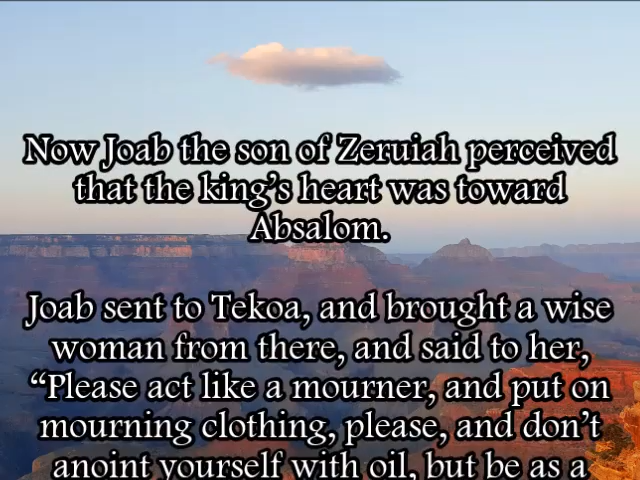 Now Joab the son of Zeruiah perceived
that the king's heart was toward
Absalom.
Joab sent to Tekoa, and brought a wise
woman from there, and said to her,
“Please act like a mourner, and put on
mourning clothing, please, and don't
anoint yourself with oil, but be as a